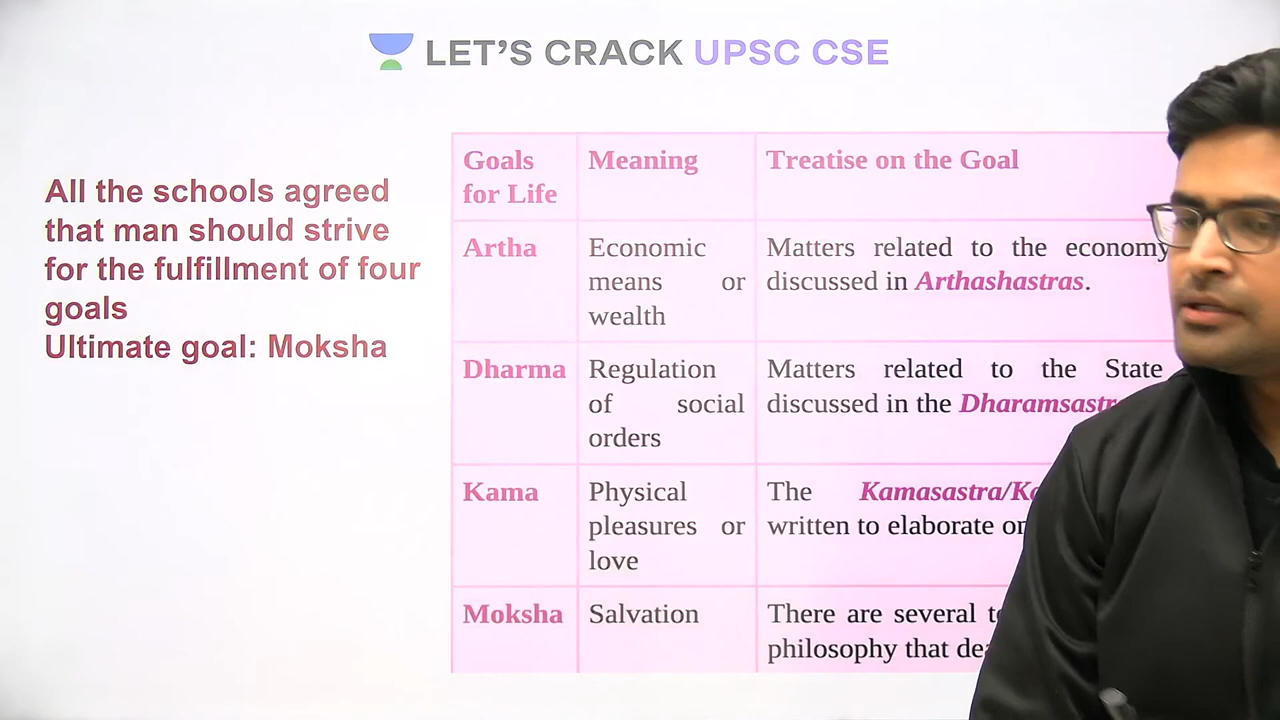 LET'S CRACK UPSC CSE
All the schools agreed
that man should strive
for the fulfillment of four
goals
Ultimate goal: Moksha
Goals for Life
Meaning
Treatise on the Goal
Artha
Economic
means or
wealth
Matters related to the economy
discussed in Arthashastras.
Dharma
Regulation
of social
orders
Matters related to the State
discussed in the
Kama
Physical
pleasures or
love
The Kamasastra/
written to elaborate
Moksha
Salvation
There are several
philosophy that